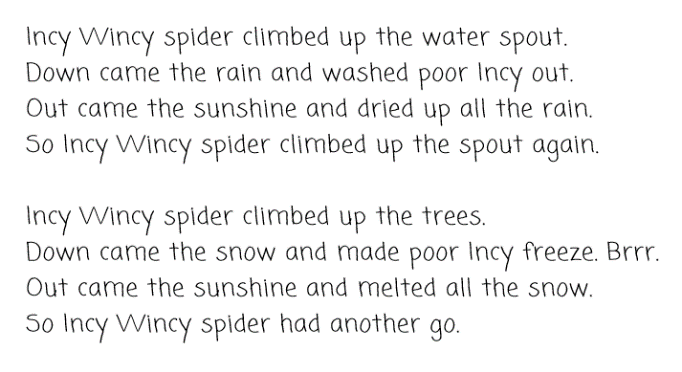 Incy Wincy spider climbed up the water spout.
Down came the rain and washed poor Incy out.
Out came the sunshine and dried up all the rain.
So Incy Wincy spider climbed up the spout again.

Incy Wincy spider climbed up the trees.
Down came the snow and made poor Incy freeze. Brrr.
Out came the sunshine and melted all the snow.
So Incy Wincy spider had another go.